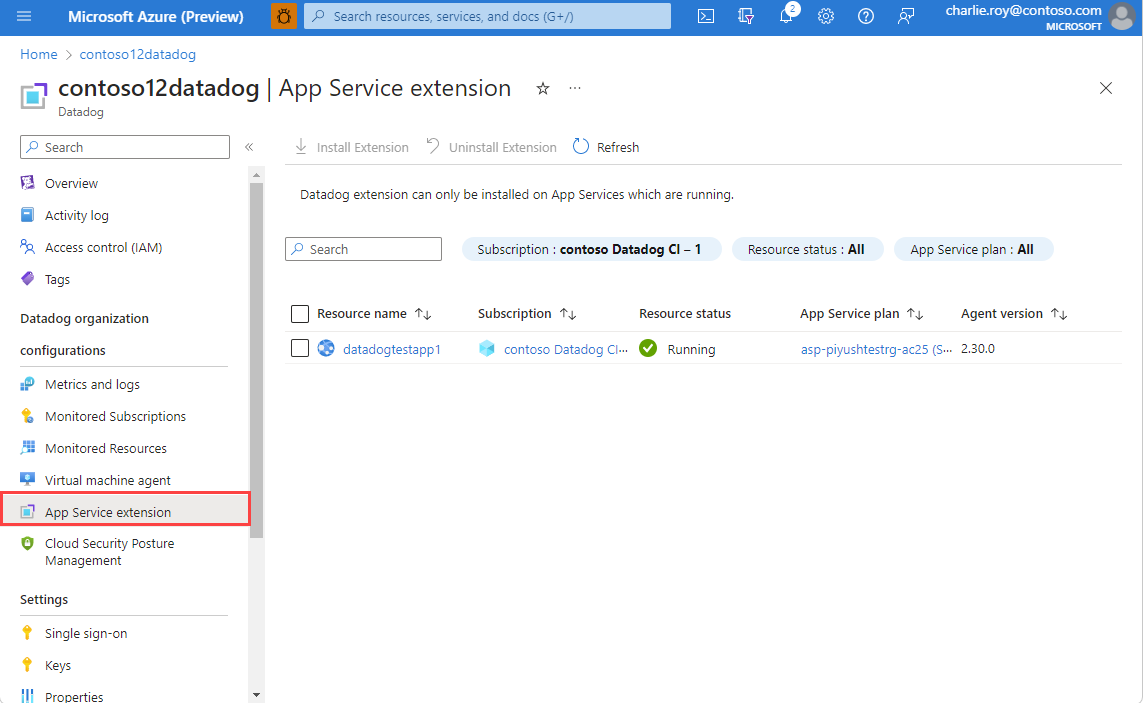 Microsoft Azure (Preview)
Search resources, services, and docs (G+/)
2
charlie.roy@contoso.com
MICROSOFT
Home > contoso12datadog
contoso12datadog | App Service extension
Datadog
Search
Overview
Activity log
Access control (IAM)
Tags
Datadog organization
configurations
Metrics and logs
Monitored Subscriptions
Monitored Resources
Virtual machine agent
App Service extension
Cloud Security Posture
Management
Settings
Single sign-on
Keys
Properties
Install Extension Uninstall Extension Refresh
Datadog extension can only be installed on App Services which are running.
Search Subscription : contoso Datadog CI – 1 Resource status : All App Service plan : All
Resource name Subscription Resource status App Service plan Agent version
datadogtestapp1 contoso Datadog CI... Running asp-piyushtestrg-ac25 (S... 2.30.0